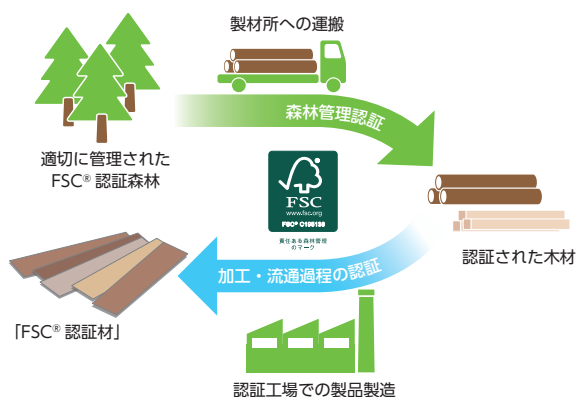 製材所への運搬
森林管理認証
適切に管理された
FSC® 認証森林
FSC
www.fsc.org
責任ある森林管理
のマーク
認証された木材
加工・流通過程の認証
「FSC® 認証材」
認証工場での製品製造